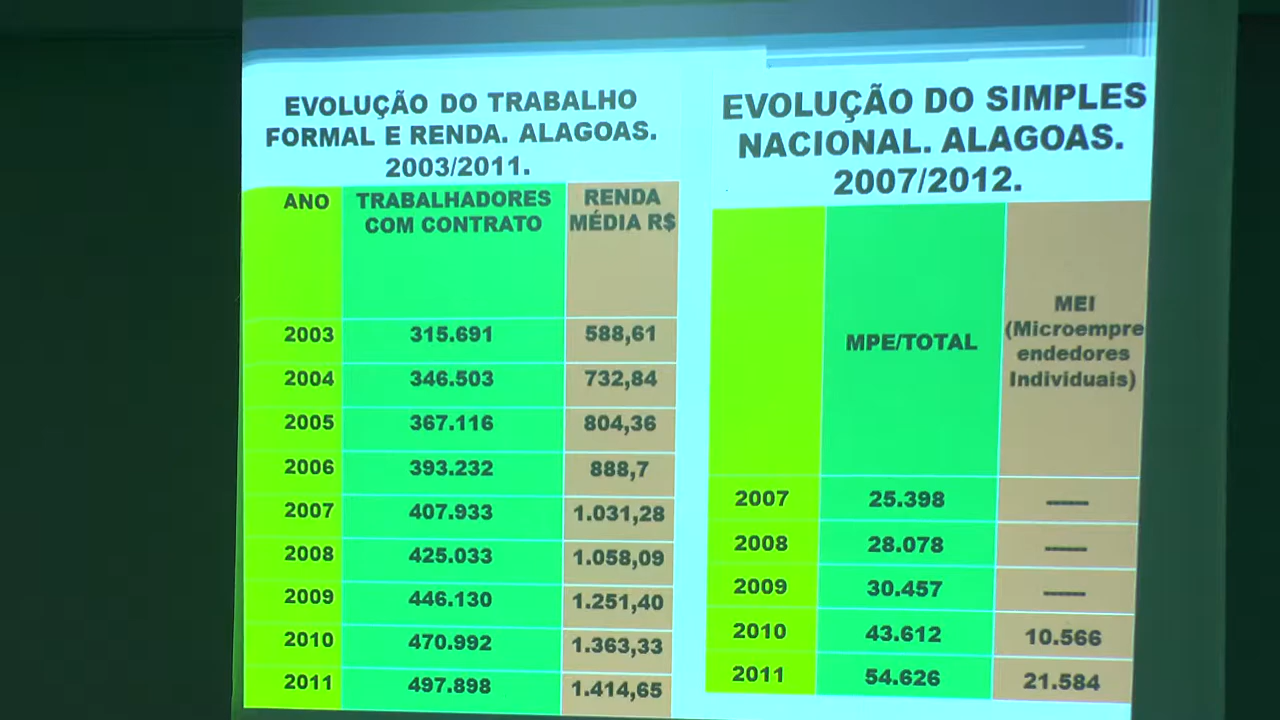 EVOLUÇÃO DO TRABALHO
FORMAL E RENDA. ALAGOAS.
2003/2011.
ANO TRABALHADORES COM CONTRATO RENDA MÉDIA R$
2003 315.691 588,61
2004 346.503 732,84
2005 367.116 804,36
2006 393.232 888,7
2007 407.933 1.031,28
2008 425.033 1.058,09
2009 446.130 1.251,40
2010 470.992 1.363,33
2011 497.898 1.414,65
EVOLUÇÃO DO SIMPLES
NACIONAL. ALAGOAS.
2007/2012.
MPE/TOTAL
MEI
(Microempre
endedores
Individuais)
2007 25.398 ——
2008 28.078 ——
2009 30.457 ——
2010 43.612 10.566
2011 54.626 21.584